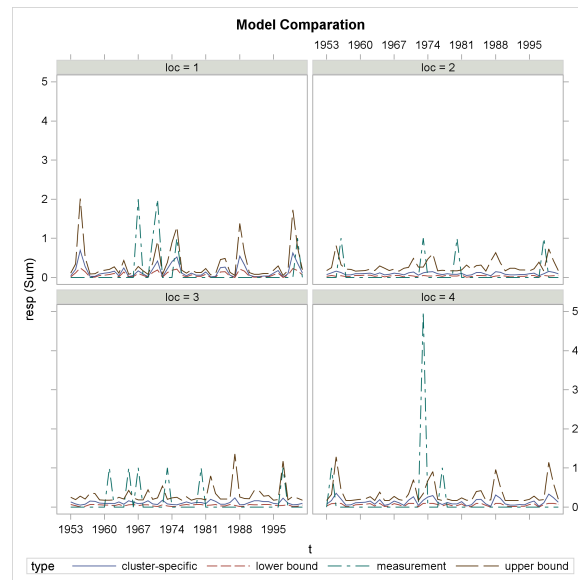 Model Comparation
1953 1960 1967 1974 1981 1988 1995
loc = 1
loc = 2
5
4
3
2
1
0
resp (Sum)
loc = 3
loc = 4
5
4
3
2
1
0
1953 1960 1967 1974 1981 1988 1995
t
type cluster-specific lower bound measurement upper bound